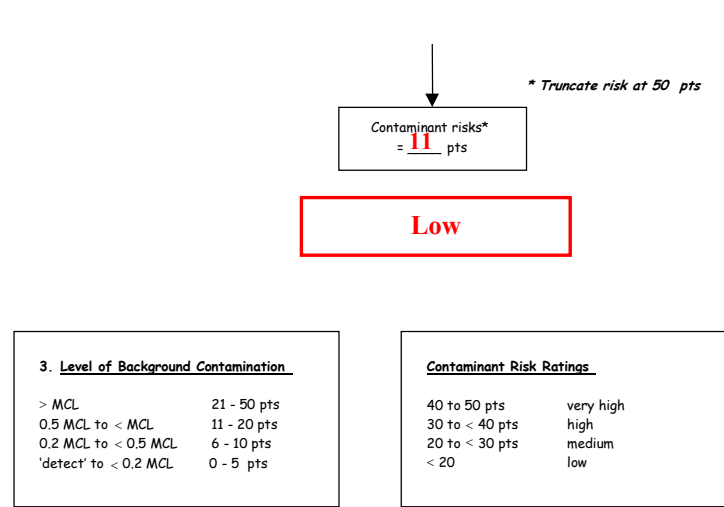 * Truncate risk at 50 pts
Contaminant risks*
= 11 pts
Low
3. Level of Background Contamination
> MCL 21 - 50 pts
0.5 MCL to < MCL 11 - 20 pts
0.2 MCL to < 0.5 MCL 6 - 10 pts
‘detect’ to < 0.2 MCL 0 - 5 pts
Contaminant Risk Ratings
40 to 50 pts very high
30 to < 40 pts high
20 to < 30 pts medium
< 20 low